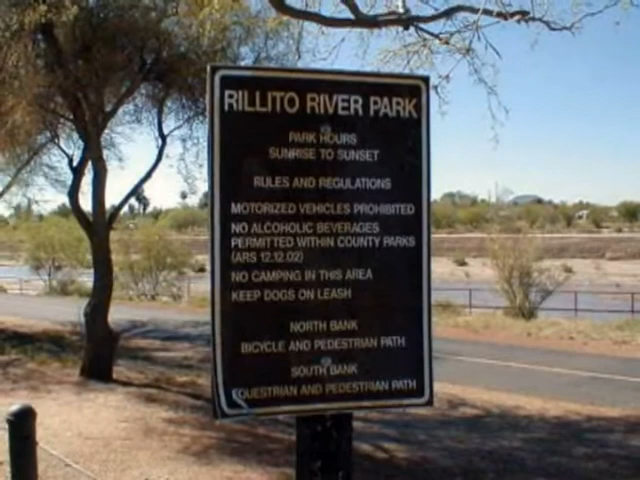 RILLITO RIVER PARK
PARK HOURS
SUNRISE TO SUNSET
RULES AND REGULATIONS
MOTORIZED VEHICLES PROHIBITED
NO ALCOHOLIC BEVERAGES
PERMITTED WITHIN COUNTY PARKS
(ARS 12.12.02)
NO CAMPING IN THIS AREA
KEEP DOGS ON LEASH
NORTH BANK
BICYCLE AND PEDESTRIAN PATH
SOUTH BANK
EQUESTRIAN AND PEDESTRIAN PATH